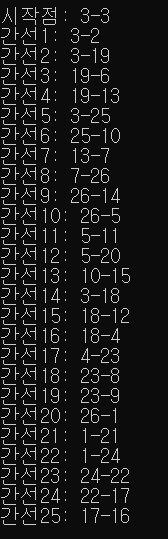 시작점: 3-3
간선1: 3-2
간선2: 3-19
간선3: 19-6
간선4: 19-13
간선5: 3-25
간선6: 25-10
간선7: 13-7
간선8: 7-26
간선9: 26-14
간선10: 26-5
간선11: 5-11
간선12: 5-20
간선13: 10-15
간선14: 3-18
간선15: 18-12
간선16: 18-4
간선17: 4-23
간선18: 23-8
간선19: 23-9
간선20: 26-1
간선21: 1-21
간선22: 1-24
간선23: 24-22
간선24: 22-17
간선25: 17-16